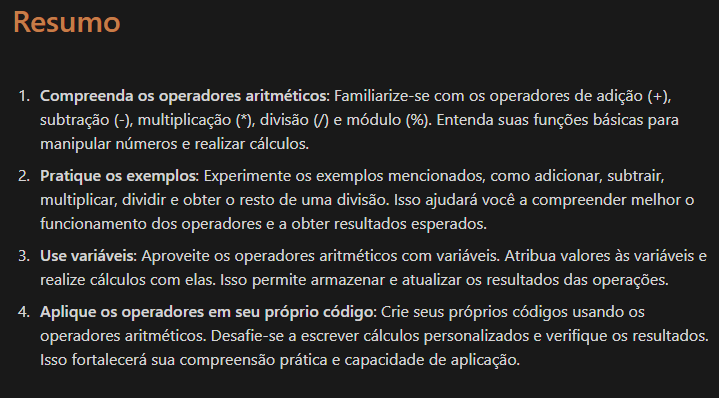 Resumo
1. Compreenda os operadores aritméticos: Familiarize-se com os operadores de adição (+),
subtração (-), multiplicação (*), divisão (/) e módulo (%). Entenda suas funções básicas para
manipular números e realizar cálculos.
2. Pratique os exemplos: Experimente os exemplos mencionados, como adicionar, subtrair,
multiplicar, dividir e obter o resto de uma divisão. Isso ajudará você a compreender melhor o
funcionamento dos operadores e a obter resultados esperados.
3. Use variáveis: Aproveite os operadores aritméticos com variáveis. Atribua valores às variáveis e
realize cálculos com elas. Isso permite armazenar e atualizar os resultados das operações.
4. Aplique os operadores em seu próprio código: Crie seus próprios códigos usando os
operadores aritméticos. Desafie-se a escrever cálculos personalizados e verifique os resultados.
Isso fortalecerá sua compreensão prática e capacidade de aplicação.